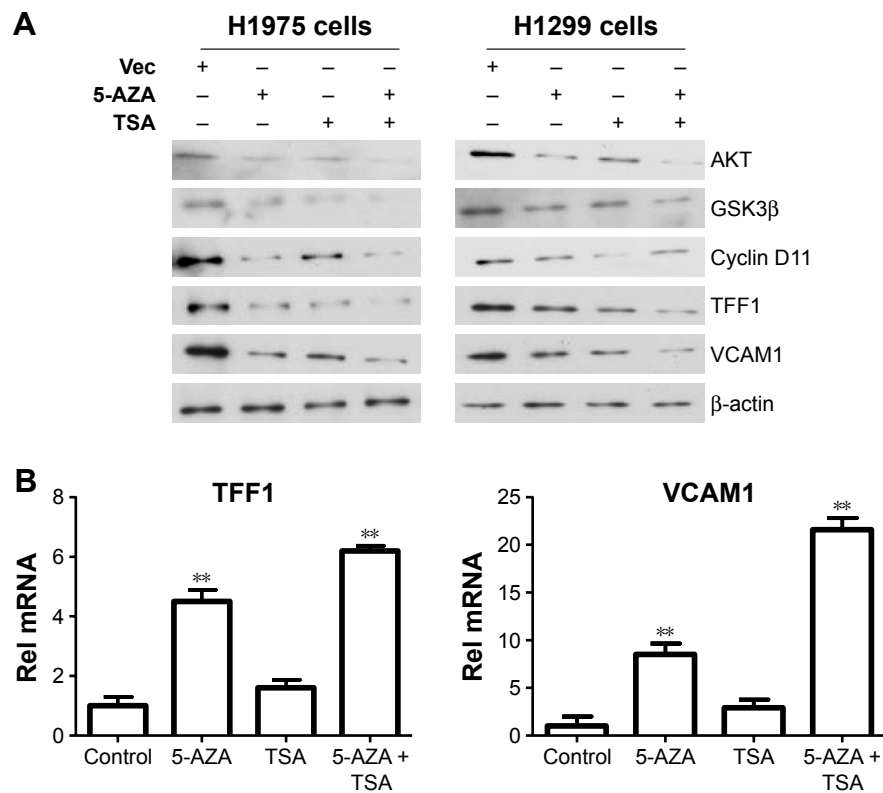 A
H1975 cells H1299 cells
Vec + – – – + – – –
5-AZA – + – + – + – +
TSA – – + + – – + +
AKT
GSK3β
Cyclin D11
TFF1
VCAM1
β-actin
B
TFF1
Rel mRNA
8
6
4
2
0
**
**
Control 5-AZA TSA 5-AZA +
TSA
VCAM1
Rel mRNA
25
20
15
10
5
0
**
**
Control 5-AZA TSA 5-AZA +
TSA